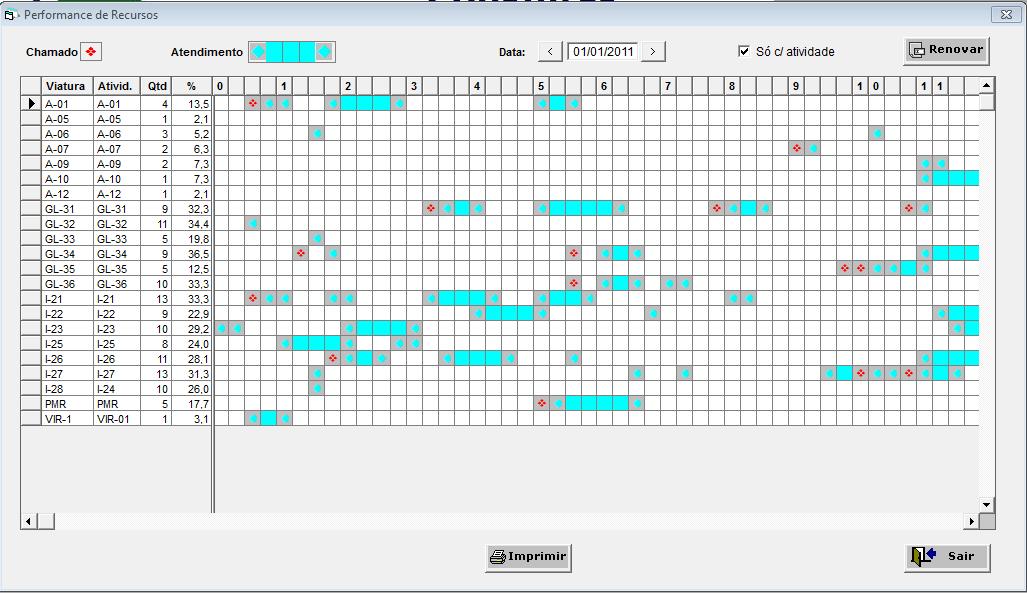 Performance de Recursos
Chamado Atendimento Data: < 01/01/2011 > Só c/ atividade Renovar
Viatura Ativid. Qtd % 0 1 2 3 4 5 6 7 8 9 1 0 1 1
A-01 A-01 4 13,5
A-05 A-05 1 2,1
A-06 A-06 3 5,2
A-07 A-07 2 6,3
A-09 A-09 2 7,3
A-10 A-10 1 7,3
A-12 A-12 1 2,1
GL-31 GL-31 9 32,3
GL-32 GL-32 11 34,4
GL-33 GL-33 5 19,8
GL-34 GL-34 9 36,5
GL-35 GL-35 5 12,5
GL-36 GL-36 10 33,3
I-21 I-21 13 33,3
I-22 I-22 9 22,9
I-23 I-23 10 29,2
I-25 I-25 8 24,0
I-26 I-26 11 28,1
I-27 I-27 13 31,3
I-28 I-24 10 26,0
PMR PMR 5 17,7
VIR-1 VIR-01 1 3,1
Imprimir Sair